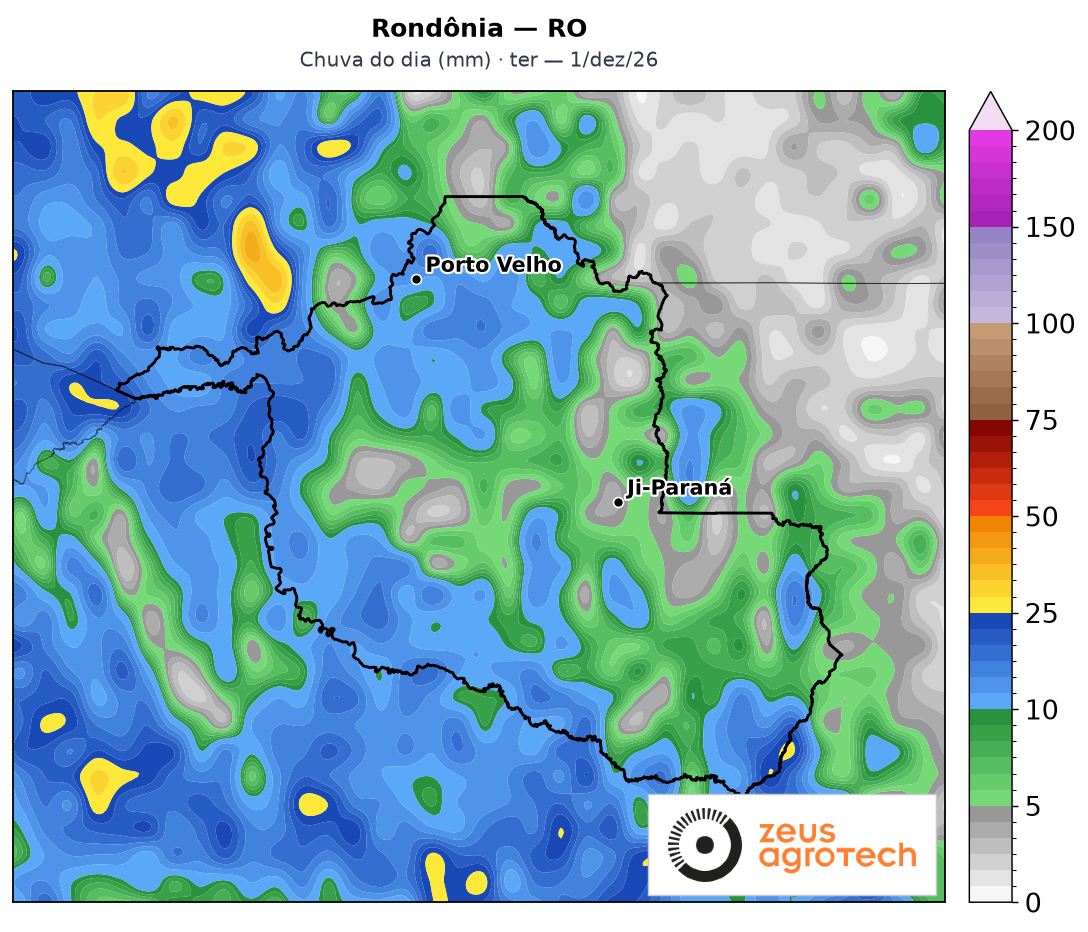 Rondônia — RO
Chuva do dia (mm) · ter — 1/dez/26
Porto Velho
Ji-Paraná
200
150
100
75
50
25
10
5
0
zeus
agrotech